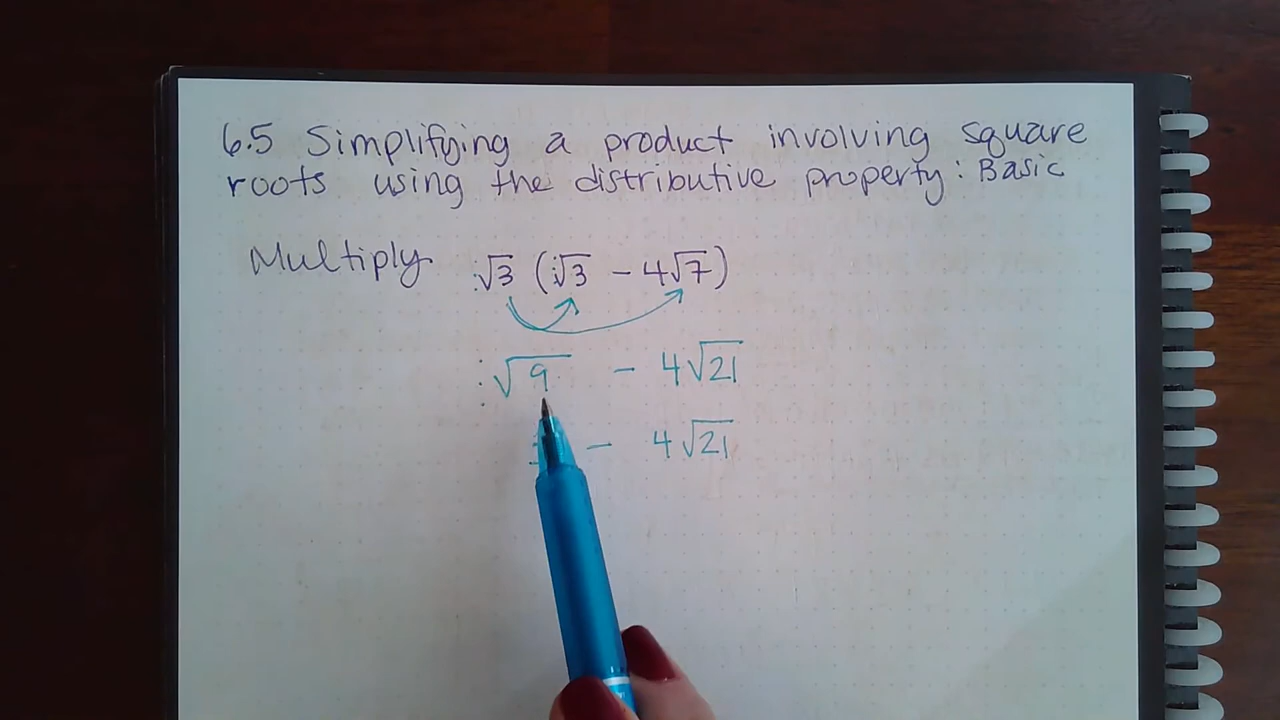 6.5 Simplifying a product involving square
roots using the distributive property: Basic
Multiply √3 (√3 - 4√7)
√9 - 4√21
- 4√21